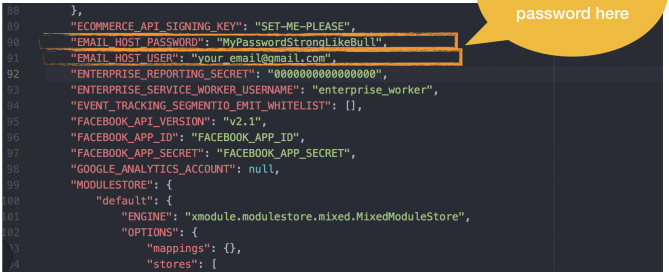 password here
88 },
89 "ECOMMERCE_API_SIGNING_KEY": "SET-ME-PLEASE",
90 "EMAIL_HOST_PASSWORD": "MyPasswordStrongLikeBull",
91 "EMAIL_HOST_USER": "your_email@gmail.com",
92 "ENTERPRISE_REPORTING_SECRET": "0000000000000000",
93 "ENTERPRISE_SERVICE_WORKER_USERNAME": "enterprise_worker",
94 "EVENT_TRACKING_SEGMENTIO_EMIT_WHITELIST": [],
95 "FACEBOOK_API_VERSION": "v2.1",
96 "FACEBOOK_APP_ID": "FACEBOOK_APP_ID",
97 "FACEBOOK_APP_SECRET": "FACEBOOK_APP_SECRET",
98 "GOOGLE_ANALYTICS_ACCOUNT": null,
99 "MODULESTORE": {
100 "default": {
101 "ENGINE": "xmodule.modulestore.mixed.MixedModuleStore",
102 "OPTIONS": {
"mappings": {},
"stores": [